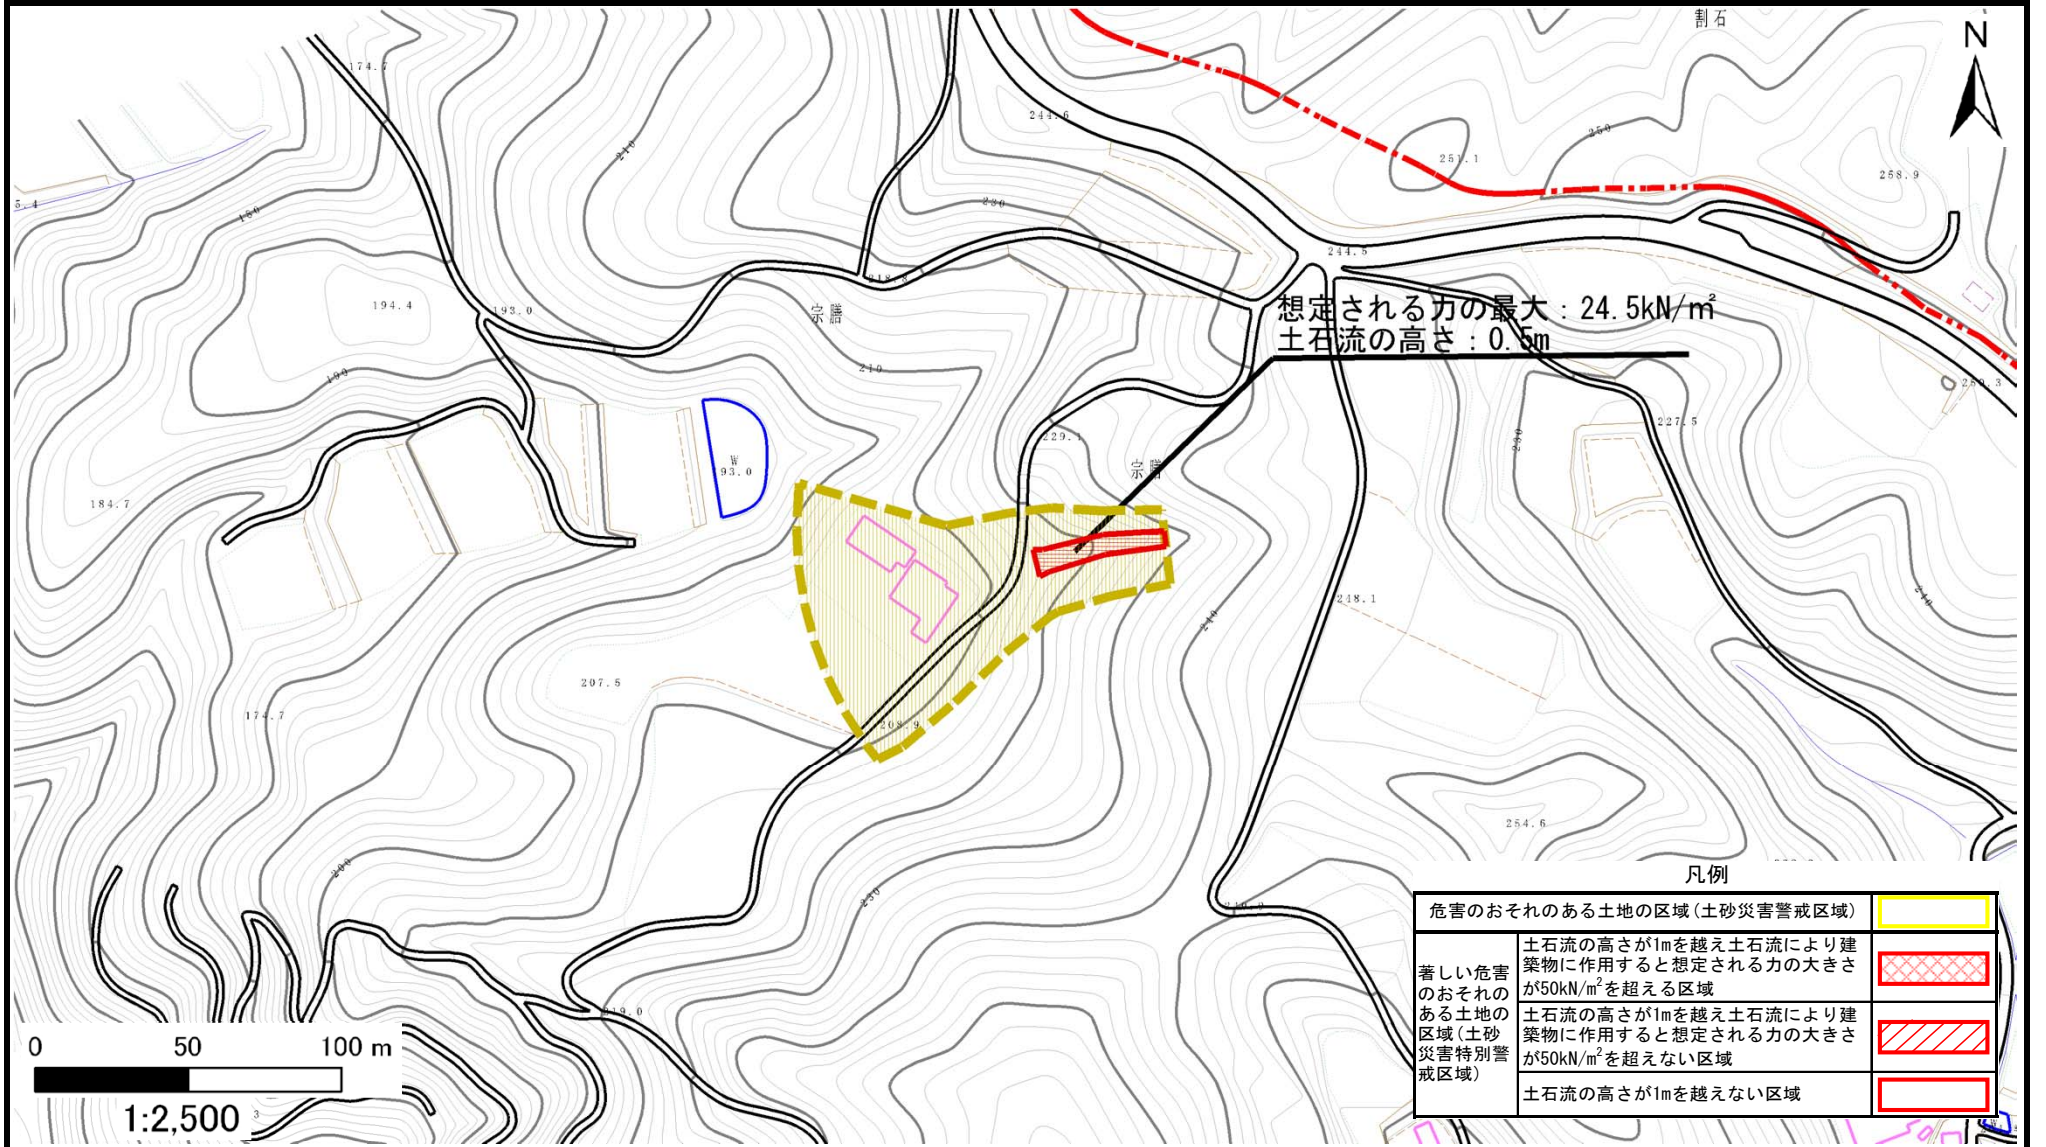 割石
N
174.7
244.6
210
251.1
250
258.9
5.4
180
230
244.5
218.8
194.4
193.0
宗膳
想定される力の最大：24.5kN/㎡
土石流の高さ：0.5m
210
190
227.5
229.1
230
宗膳
W
93.0
184.7
248.1
240
240
207.5
174.7
208.9
254.6
200
230
219.0
凡例
危害のおそれのある土地の区域(土砂災害警戒区域)
著しい危害
のおそれの
ある土地の
区域(土砂
災害特別警
戒区域)
土石流の高さが1mを越え土石流により建
築物に作用すると想定される力の大きさ
が50kN/m²を超える区域
土石流の高さが1mを越え土石流により建
築物に作用すると想定される力の大きさ
が50kN/m²を超えない区域
土石流の高さが1mを越えない区域
0 50 100 m
1:2,500
3